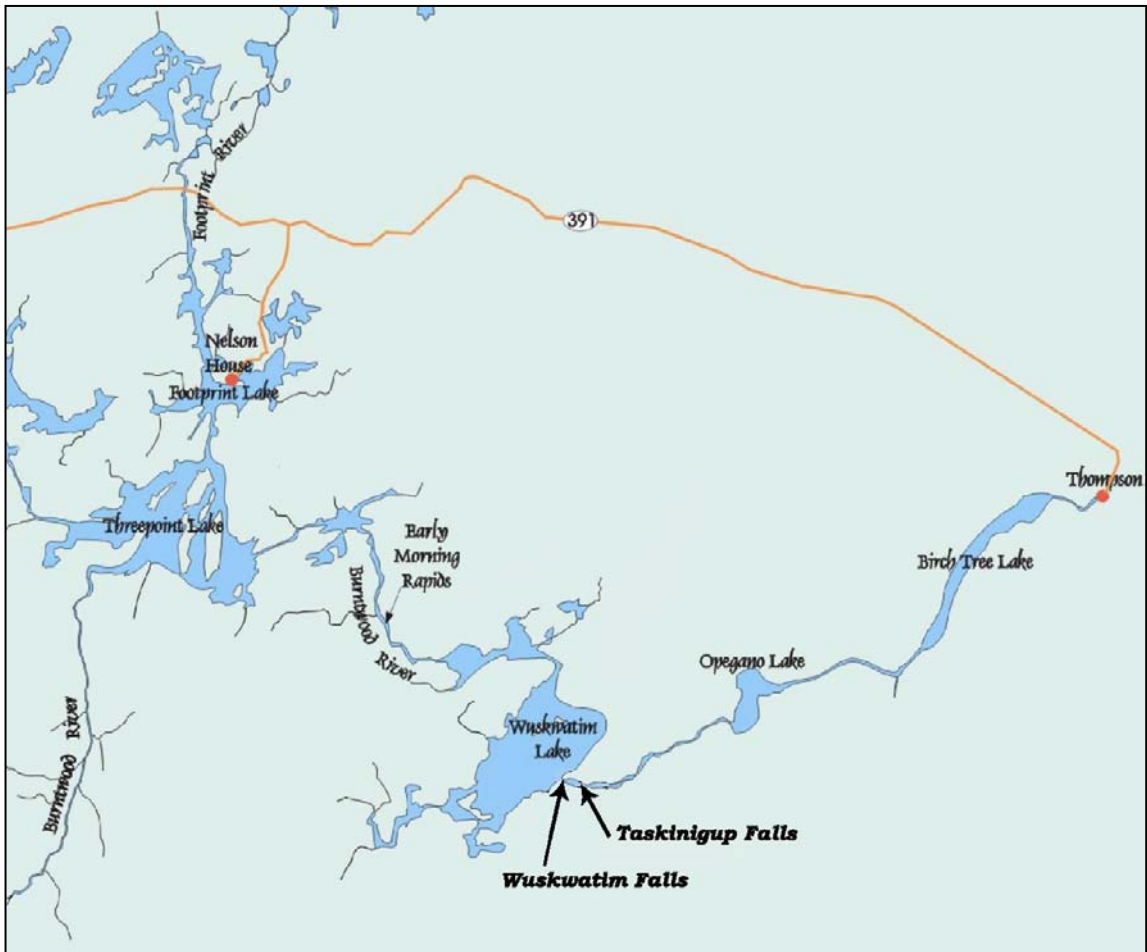 Footprint River
391
Nelson
House
Footprint Lake
Thompson
Threepoint Lake
Early
Morning
Rapids
Birch Tree Lake
Burntwood River
Opegano Lake
Wuskwatim
Lake
Burntwood River
Taskinigup Falls
Wuskwatim Falls